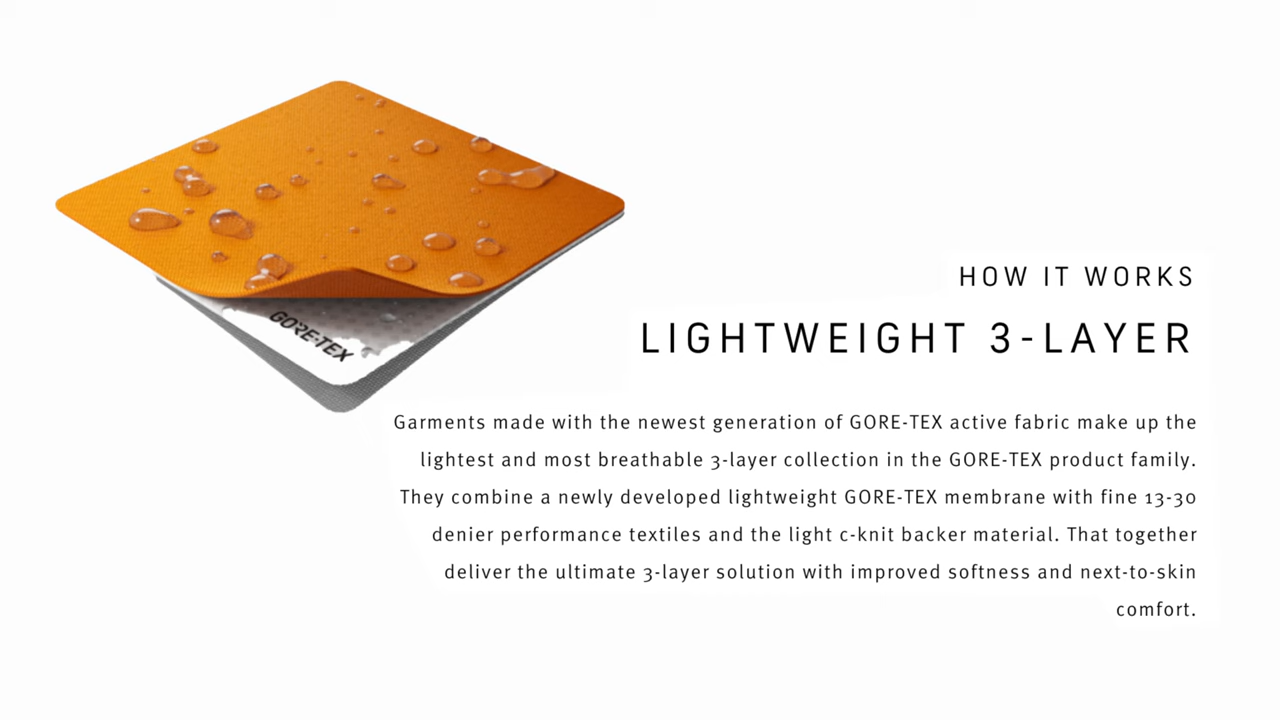 GORE-TEX
HOW IT WORKS
LIGHTWEIGHT 3-LAYER
Garments made with the newest generation of GORE-TEX active fabric make up the
lightest and most breathable 3-layer collection in the GORE-TEX product family.
They combine a newly developed lightweight GORE-TEX membrane with fine 13-30
denier performance textiles and the light c-knit backer material. That together
deliver the ultimate 3-layer solution with improved softness and next-to-skin
comfort.